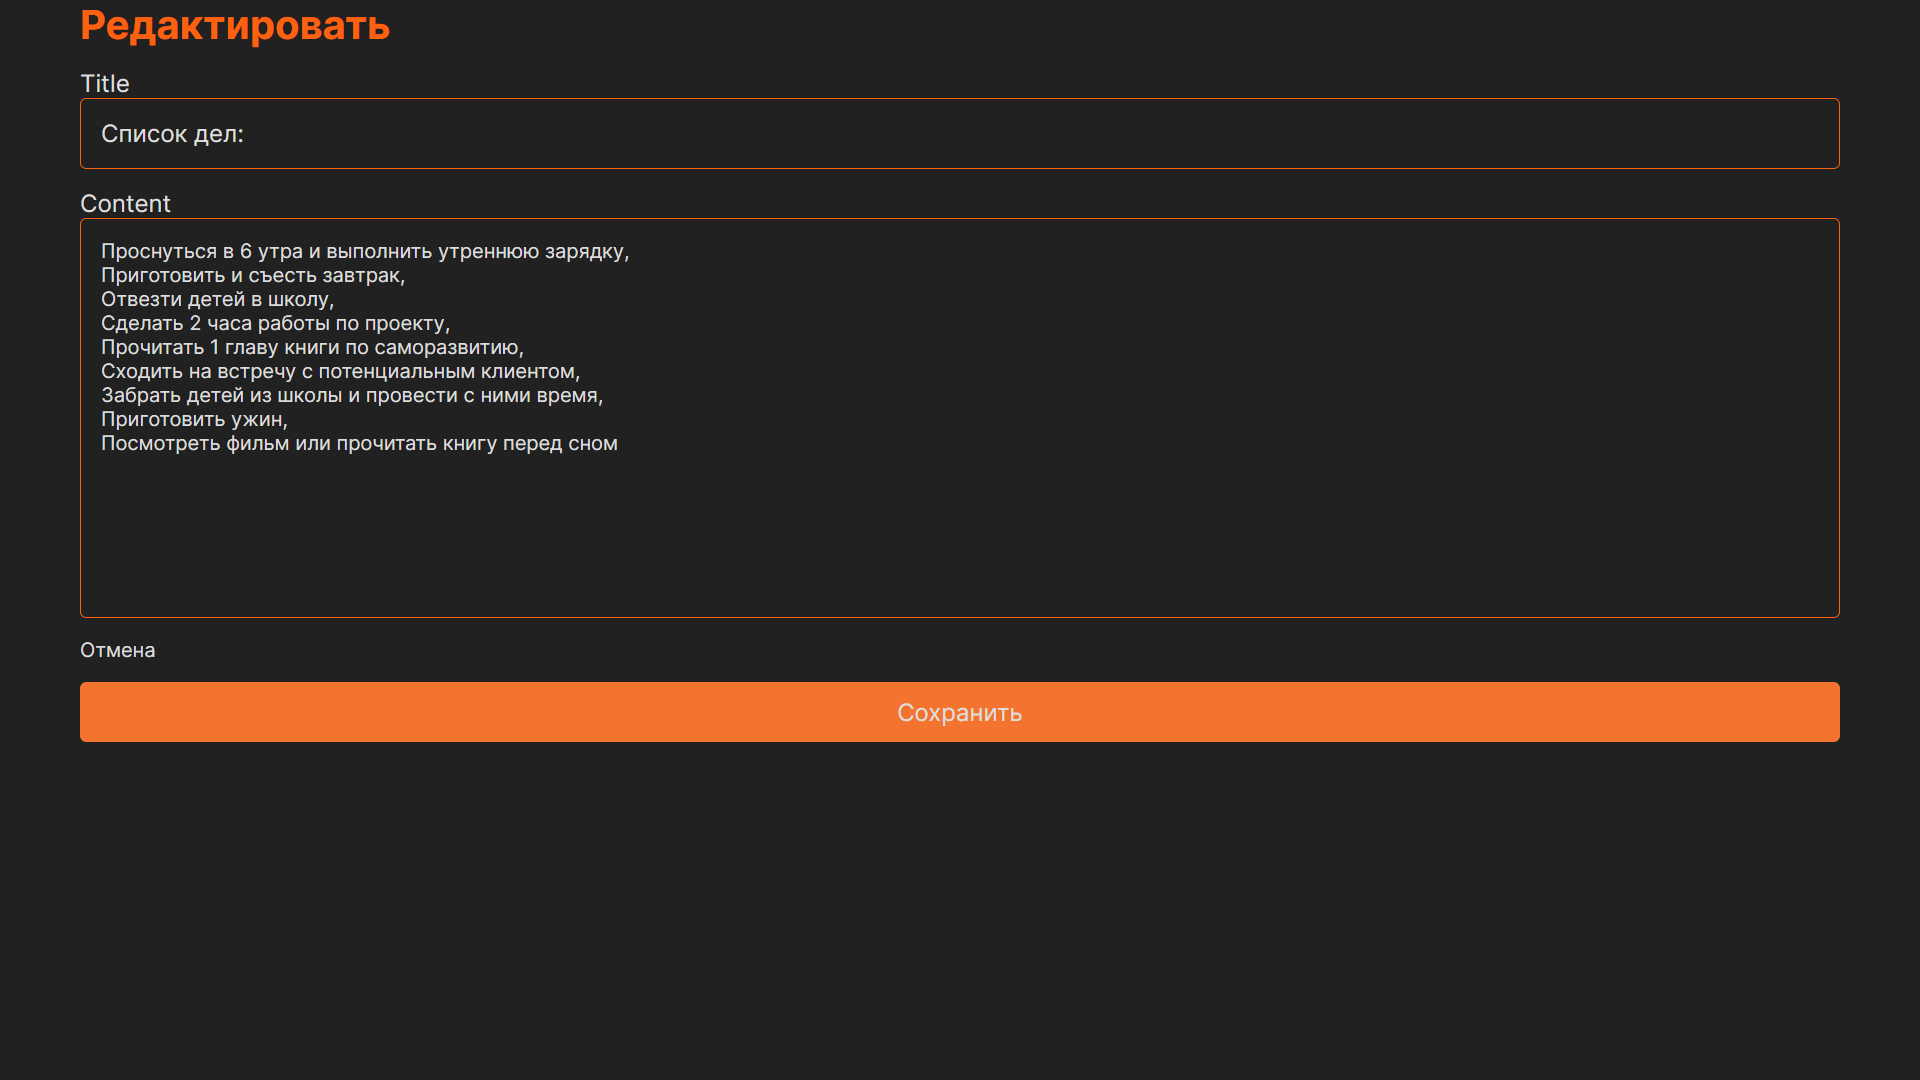 Редактировать
Title
Список дел:
Content
Проснуться в 6 утра и выполнить утреннюю зарядку,
Приготовить и съесть завтрак,
Отвезти детей в школу,
Сделать 2 часа работы по проекту,
Прочитать 1 главу книги по саморазвитию,
Сходить на встречу с потенциальным клиентом,
Забрать детей из школы и провести с ними время,
Приготовить ужин,
Посмотреть фильм или прочитать книгу перед сном
Отмена
Сохранить